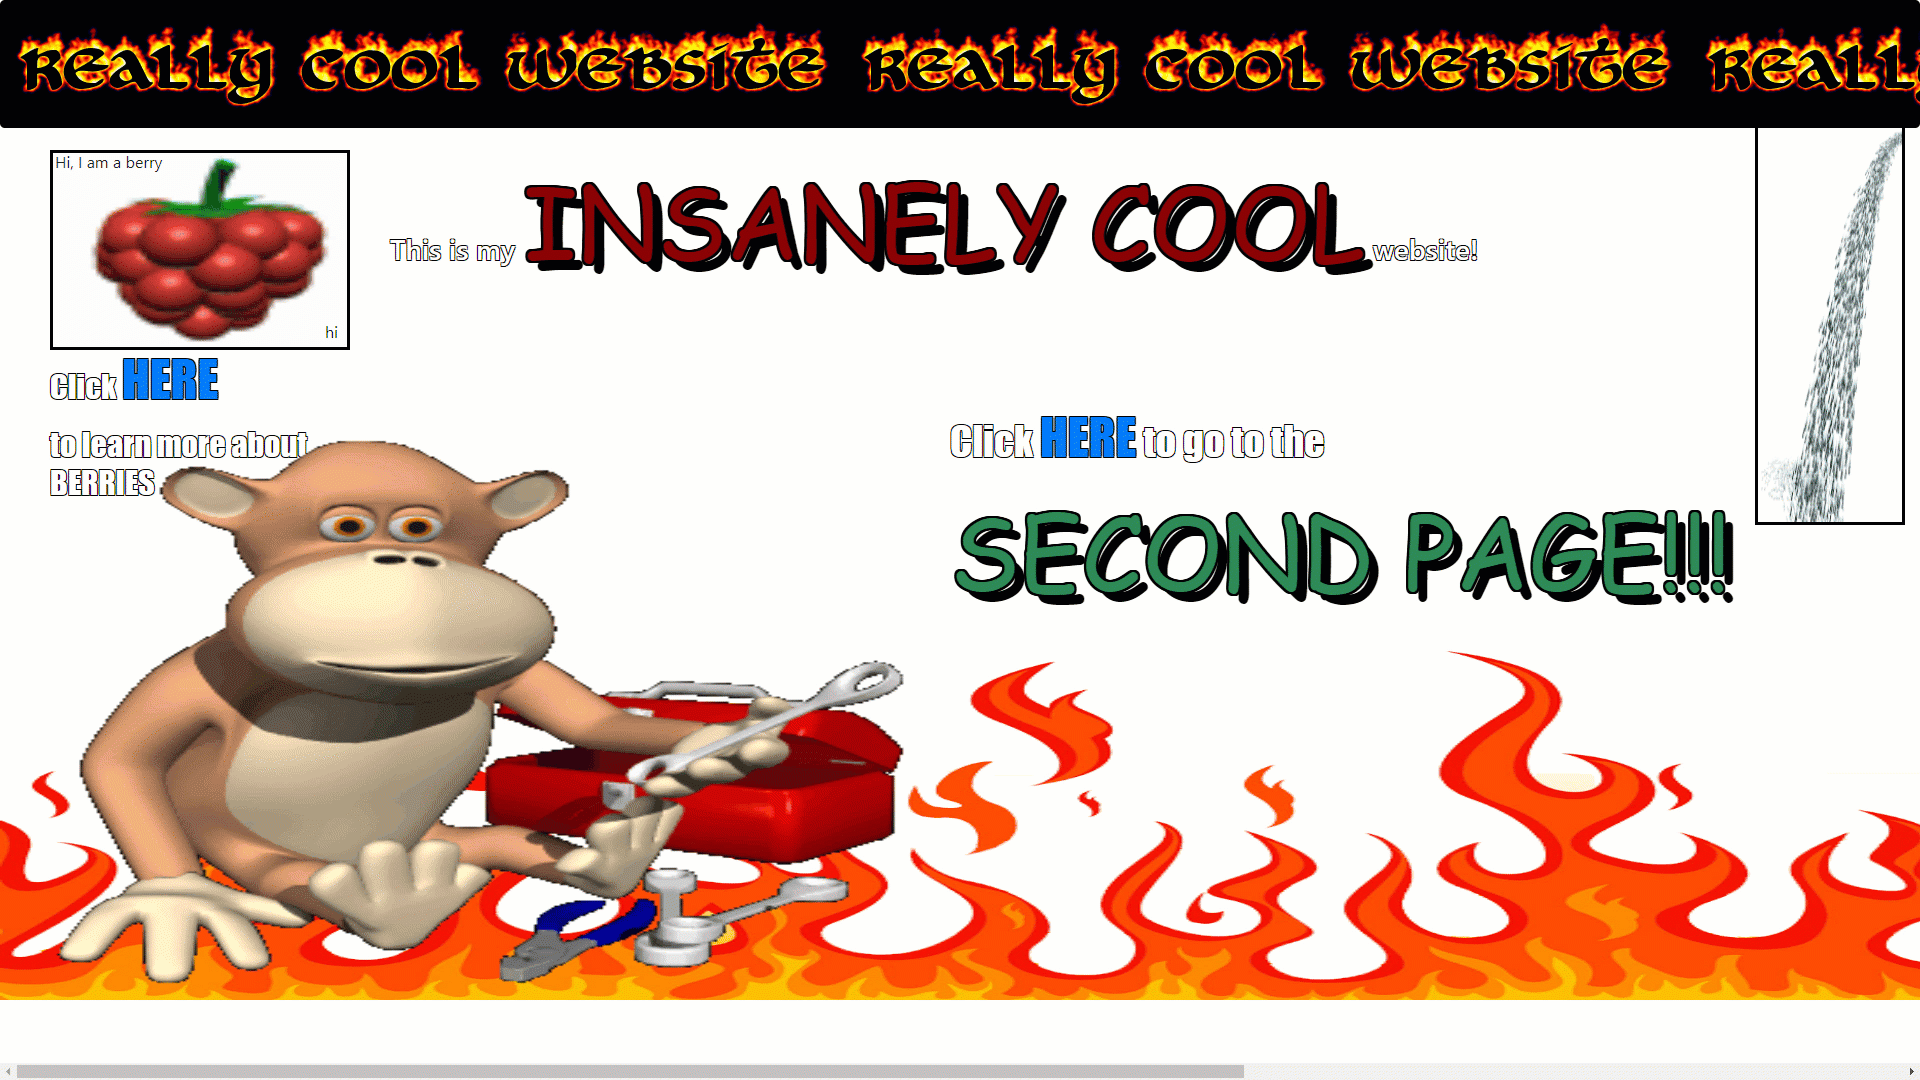 REALLY COOL WEBSITE REALLY COOL WEBSITE REALLY
Hi, I am a berry
hi
This is my INSANELY COOL website!
Click HERE
to learn more about
BERRIES
Click HERE to go to the
SECOND PAGE!!!